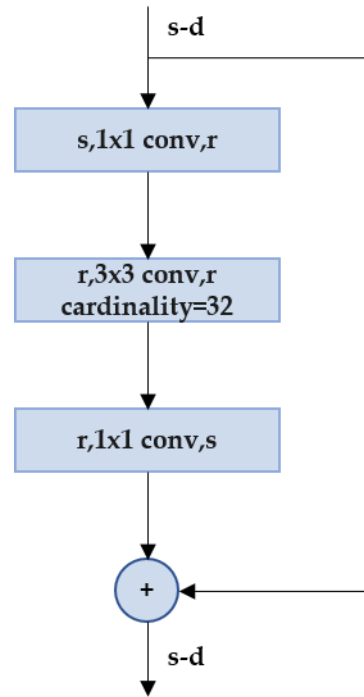 s-d
s,1x1 conv,r
r,3x3 conv,r
cardinality=32
r,1x1 conv,s
+
s-d